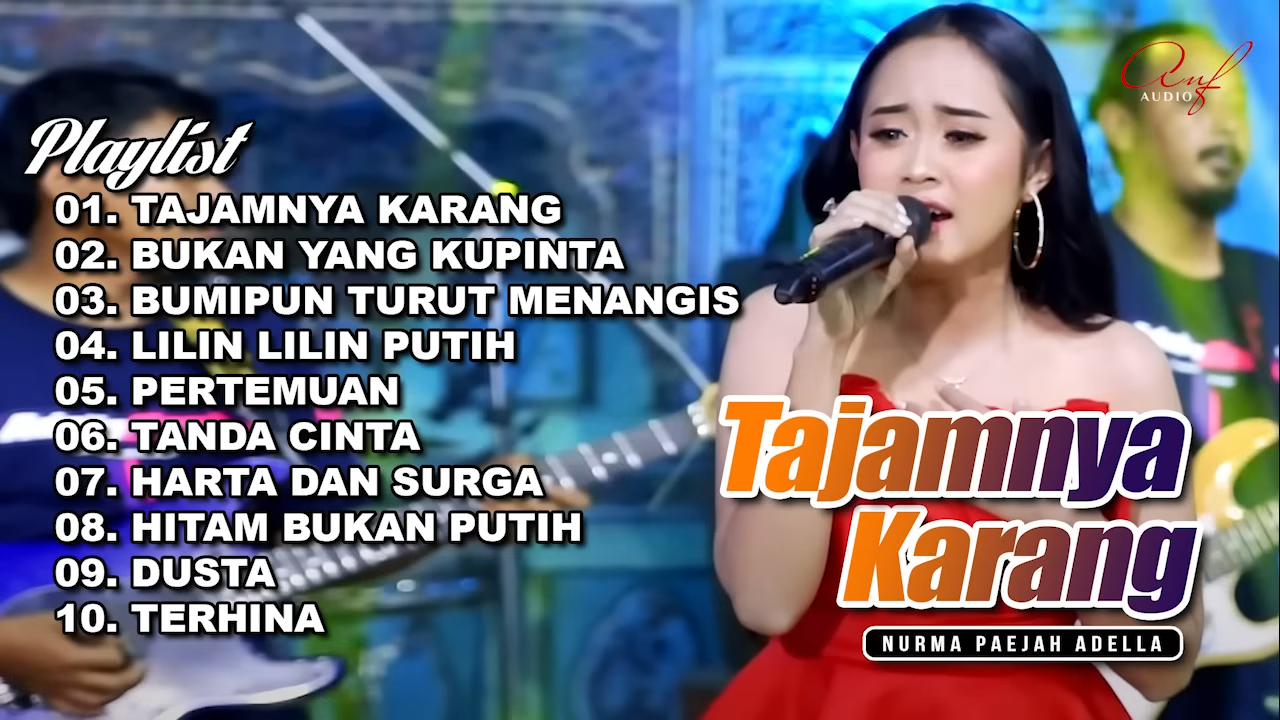 Playlist
01. TAJAMNYA KARANG
02. BUKAN YANG KUPINTA
03. BUMIPUN TURUT MENANGIS
04. LILIN LILIN PUTIH
05. PERTEMUAN
06. TANDA CINTA
07. HARTA DAN SURGA
08. HITAM BUKAN PUTIH
09. DUSTA
10. TERHINA
Anf
AUDIO
Tajamnya
Karang
NURMA PAEJAH ADELLA